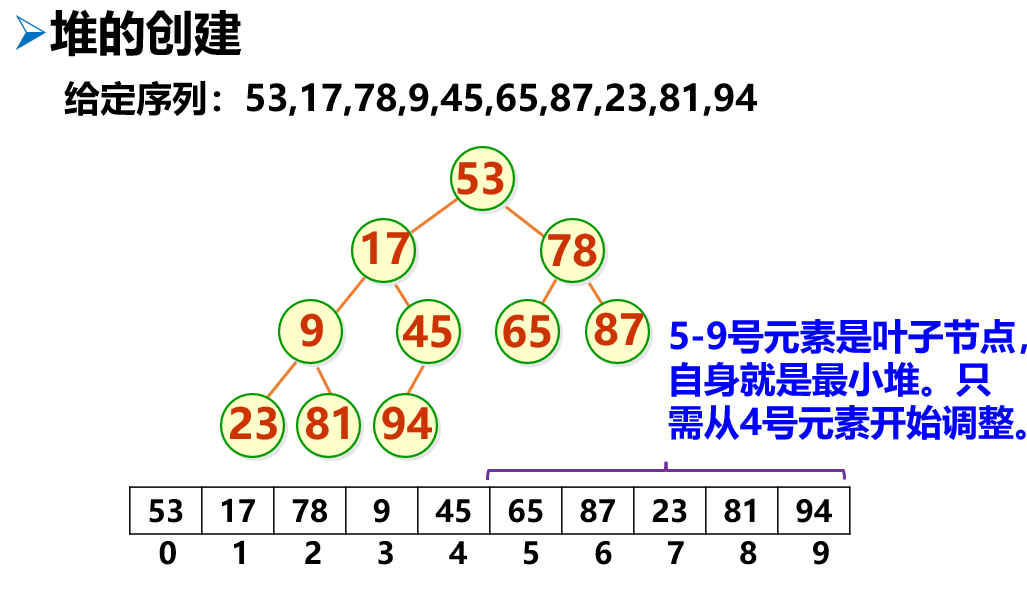 堆的创建
给定序列：53,17,78,9,45,65,87,23,81,94
53
17 78
9 45 65 87
23 81 94
5-9号元素是叶子节点，
自身就是最小堆。只
需从4号元素开始调整。
53 17 78 9 45 65 87 23 81 94
0 1 2 3 4 5 6 7 8 9